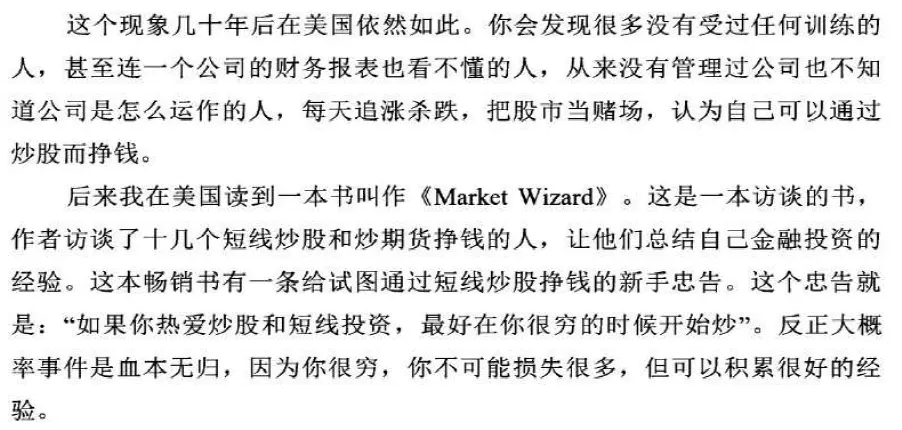 这个现象几十年后在美国依然如此。你会发现很多没有受过任何训练的
人，甚至连一个公司的财务报表也看不懂的人，从来没有管理过公司也不知
道公司是怎么运作的人，每天追涨杀跌，把股市当赌场，认为自己可以通过
炒股而挣钱。
后来我在美国读到一本书叫作《Market Wizard》。这是一本访谈的书，
作者访谈了十几个短线炒股和炒期货挣钱的人，让他们总结自己金融投资的
经验。这本畅销书有一条给试图通过短线炒股挣钱的新手忠告。这个忠告就
是：“如果你热爱炒股和短线投资，最好在你很穷的时候开始炒”。反正大概
率事件是血本无归，因为你很穷，你不可能损失很多，但可以积累很好的经
验。